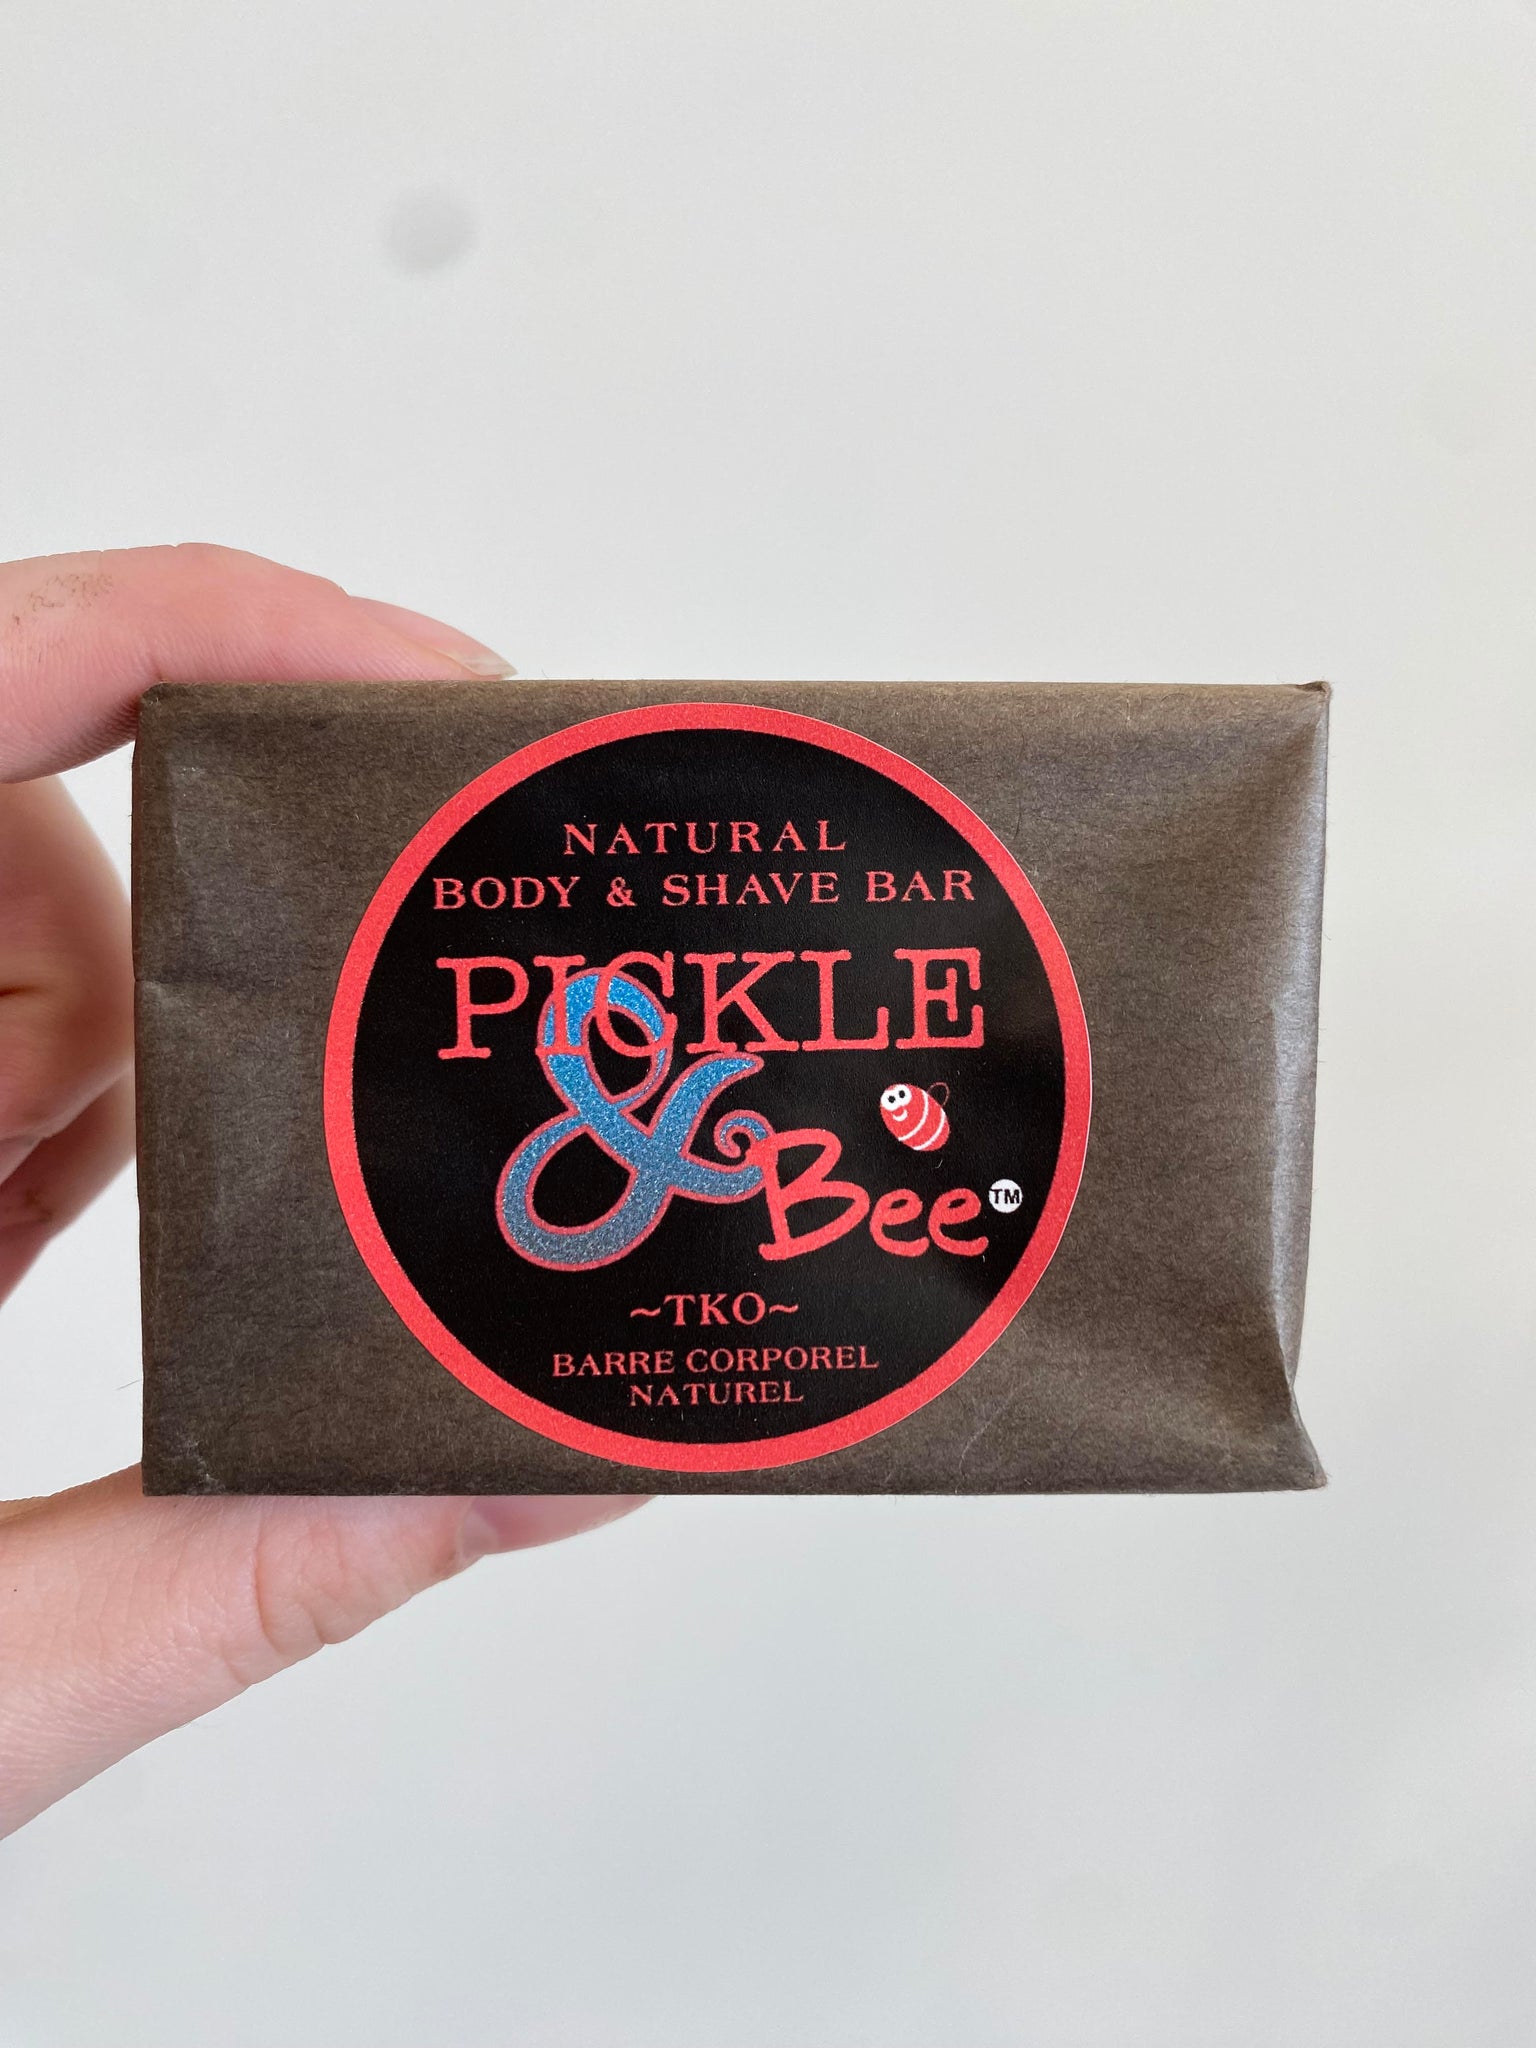 NATURAL
BODY & SHAVE BAR
PICKLE
&
Bee™
~TKO~
BARRE CORPOREL
NATUREL